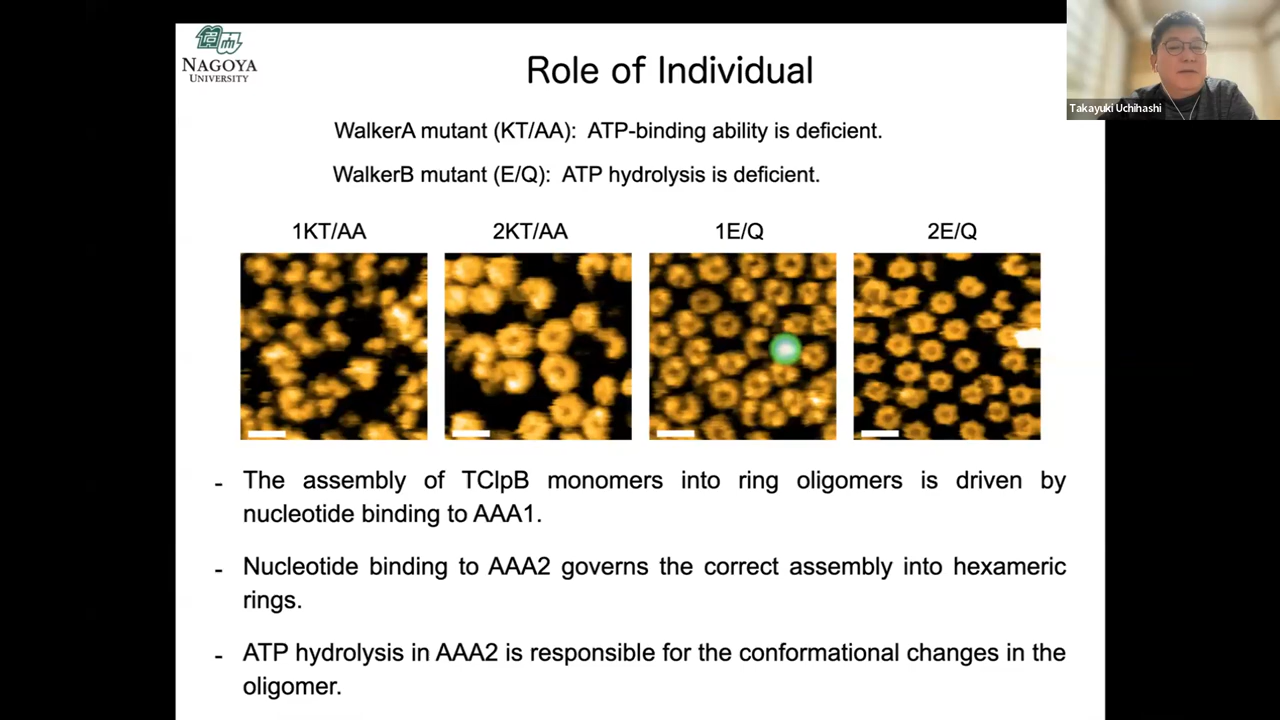 NAGOYA
UNIVERSITY
Role of Individual
Takayuki Uchihashi
WalkerA mutant (KT/AA): ATP-binding ability is deficient.
WalkerB mutant (E/Q): ATP hydrolysis is deficient.
1KT/AA 2KT/AA 1E/Q 2E/Q
- The assembly of TClpB monomers into ring oligomers is driven by
nucleotide binding to AAA1.
- Nucleotide binding to AAA2 governs the correct assembly into hexameric
rings.
- ATP hydrolysis in AAA2 is responsible for the conformational changes in the
oligomer.